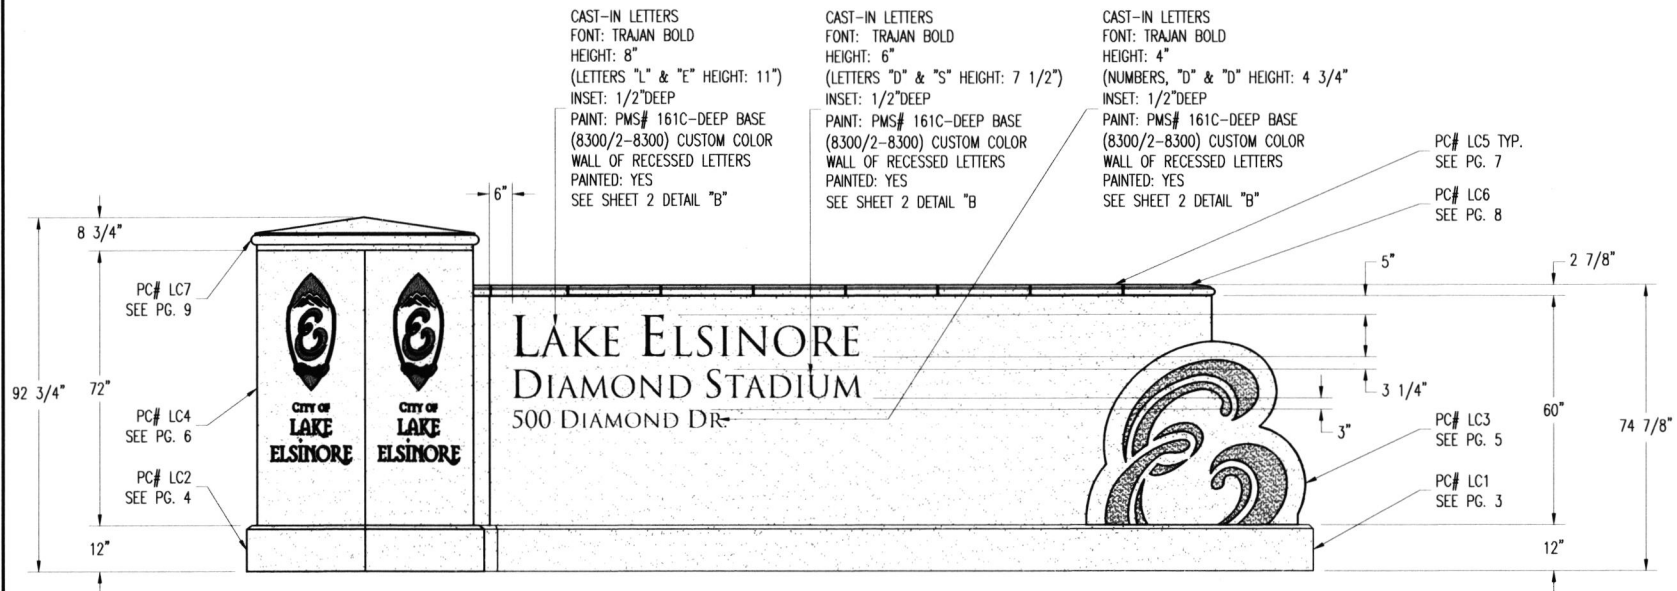 CAST-IN LETTERS
FONT: TRAJAN BOLD
HEIGHT: 8"
(LETTERS "L" & "E" HEIGHT: 11")
INSET: 1/2"DEEP
PAINT: PMS# 161C-DEEP BASE
(8300/2-8300) CUSTOM COLOR
WALL OF RECESSED LETTERS
PAINTED: YES
SEE SHEET 2 DETAIL "B"
CAST-IN LETTERS
FONT: TRAJAN BOLD
HEIGHT: 6"
(LETTERS "D" & "S" HEIGHT: 7 1/2")
INSET: 1/2"DEEP
PAINT: PMS# 161C-DEEP BASE
(8300/2-8300) CUSTOM COLOR
WALL OF RECESSED LETTERS
PAINTED: YES
SEE SHEET 2 DETAIL "B
CAST-IN LETTERS
FONT: TRAJAN BOLD
HEIGHT: 4"
(NUMBERS, "D" & "D" HEIGHT: 4 3/4"
INSET: 1/2"DEEP
PAINT: PMS# 161C-DEEP BASE
(8300/2-8300) CUSTOM COLOR
WALL OF RECESSED LETTERS
PAINTED: YES
SEE SHEET 2 DETAIL "B"
PC# LC5 TYP.
SEE PG. 7
PC# LC6
SEE PG. 8
6"
8 3/4"
PC# LC7
SEE PG. 9
92 3/4"
72"
PC# LC4
SEE PG. 6
PC# LC2
SEE PG. 4
12"
CITY OF
LAKE
ELSINORE
CITY OF
LAKE
ELSINORE
LAKE ELSINORE
DIAMOND STADIUM
500 DIAMOND DR.
5"
2 7/8"
3 1/4"
3"
60"
74 7/8"
PC# LC3
SEE PG. 5
PC# LC1
SEE PG. 3
12"